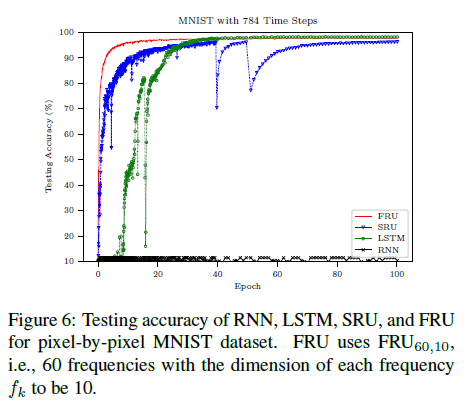 MNIST with 784 Time Steps
100
90
80
70
60
50
40
30
20
10
Testing Accuracy (%)
FRU
SRU
LSTM
RNN
0 20 40 60 80 100
Epoch
Figure 6: Testing accuracy of RNN, LSTM, SRU, and FRU
for pixel-by-pixel MNIST dataset. FRU uses FRU60,10,
i.e., 60 frequencies with the dimension of each frequency
fk to be 10.